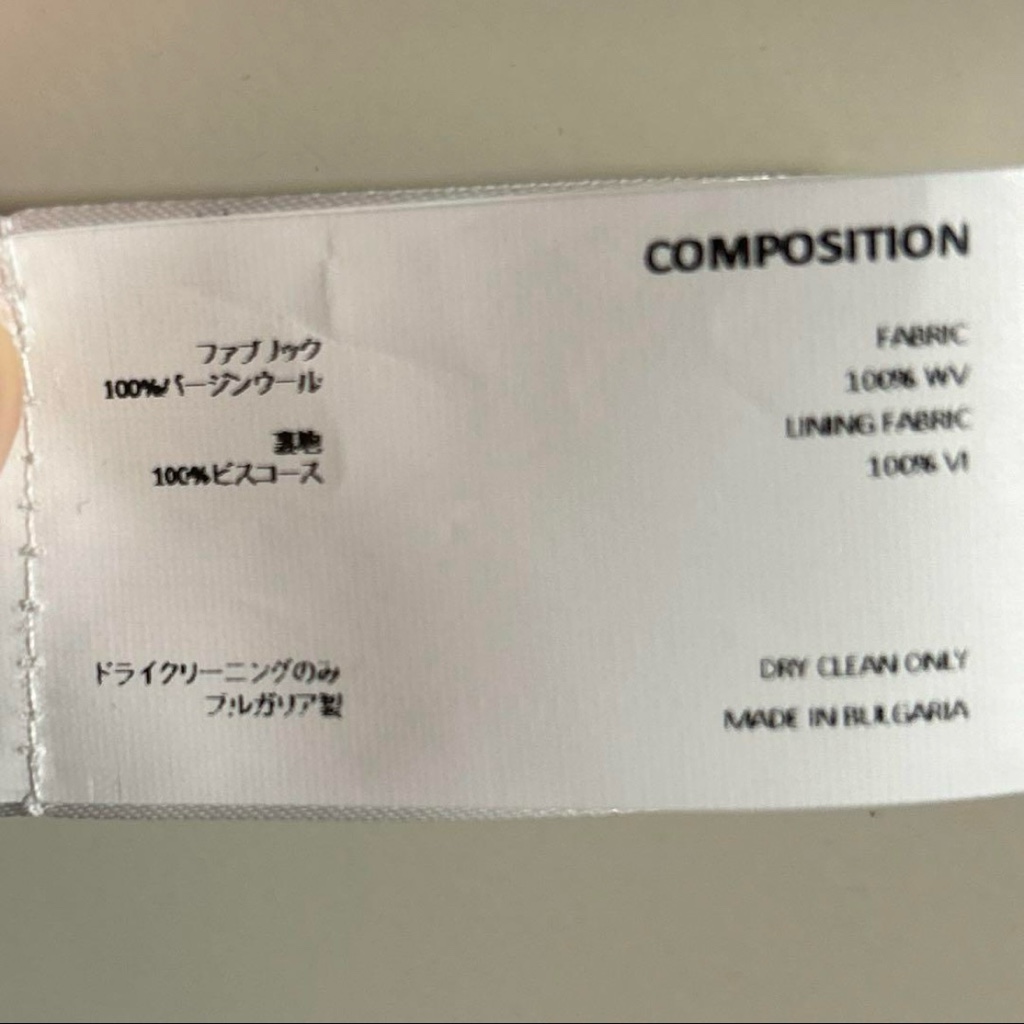 COMPOSITION
ファブリック
100%バージンウール
裏地
100%ビスコース
ドライクリーニングのみ
ブルガリア製
FABRIC
100% WV
LINING FABRIC
100% VI
DRY CLEAN ONLY
MADE IN BULGARIA